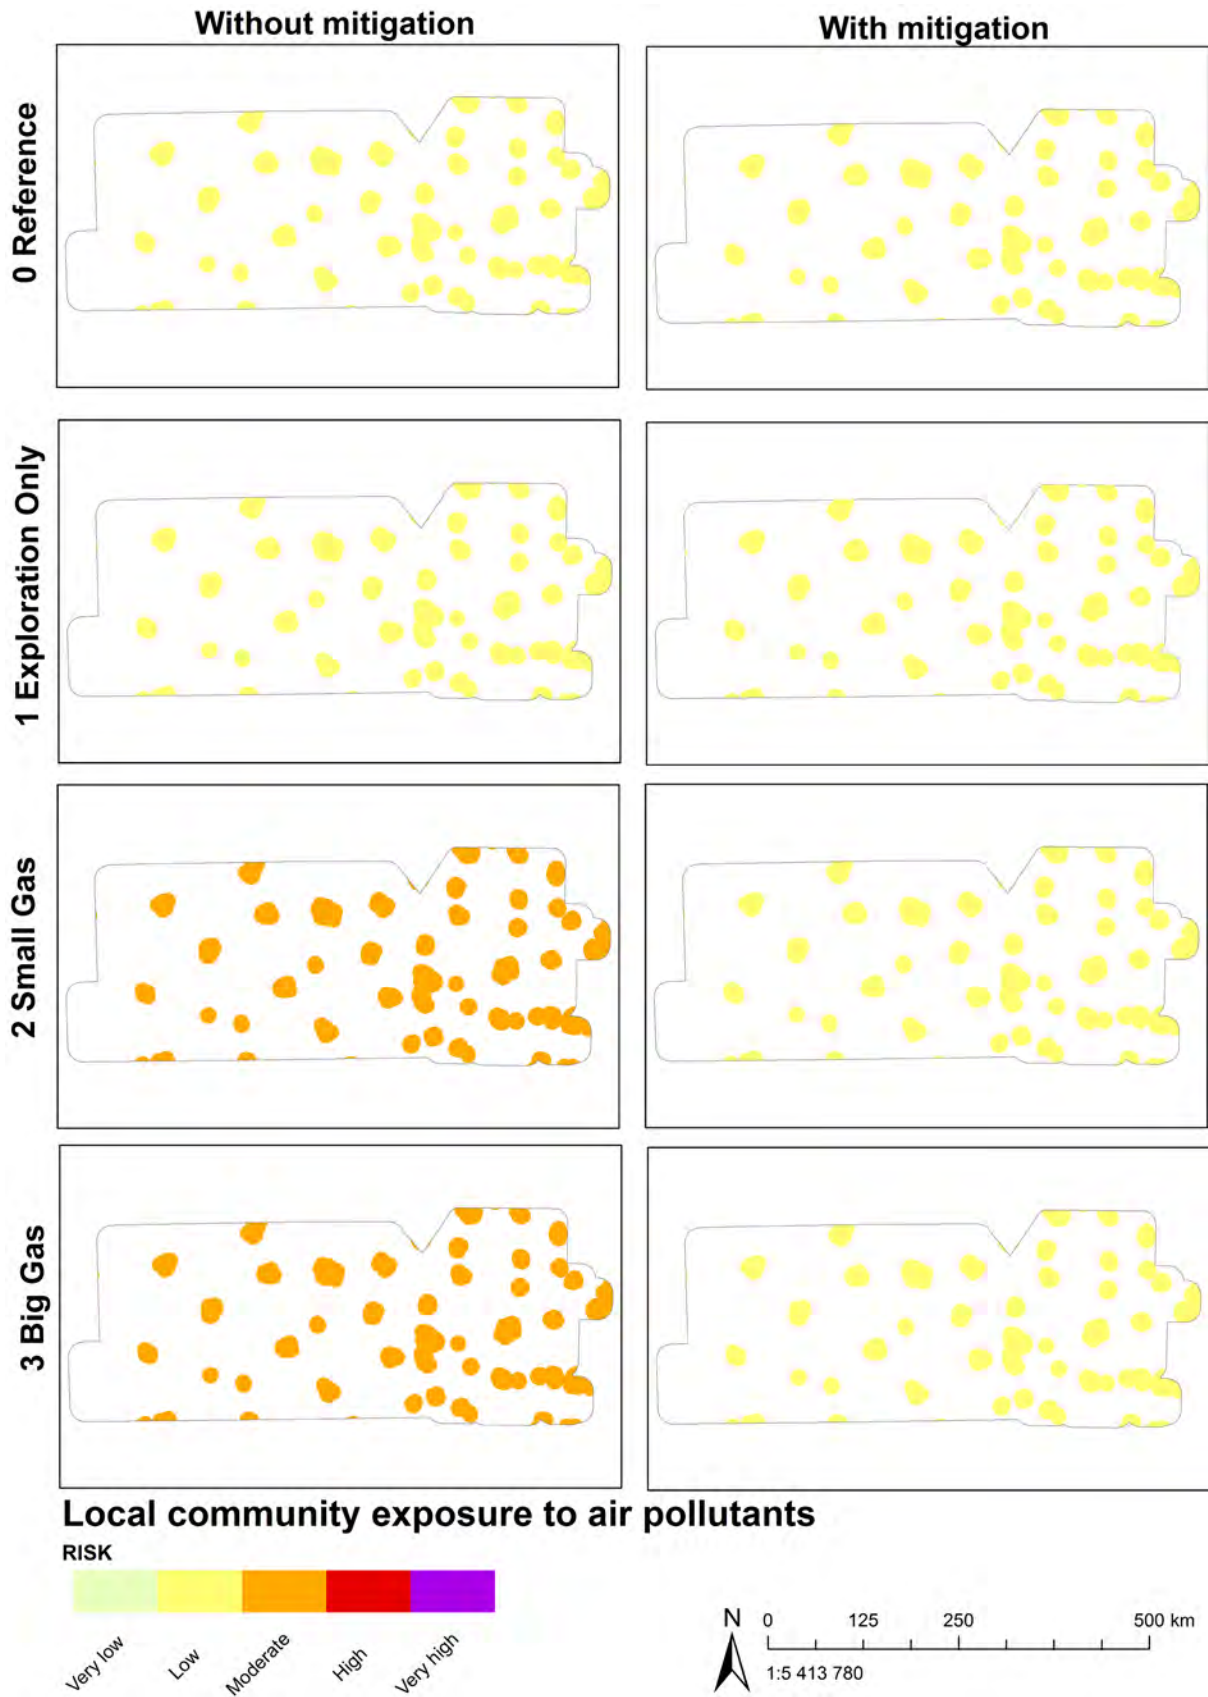 Without mitigation
With mitigation
0 Reference
1 Exploration Only
2 Small Gas
3 Big Gas
Local community exposure to air pollutants
RISK
Very low
Low
Moderate
High
Very high
N
0 125 250 500 km
1:5 413 780